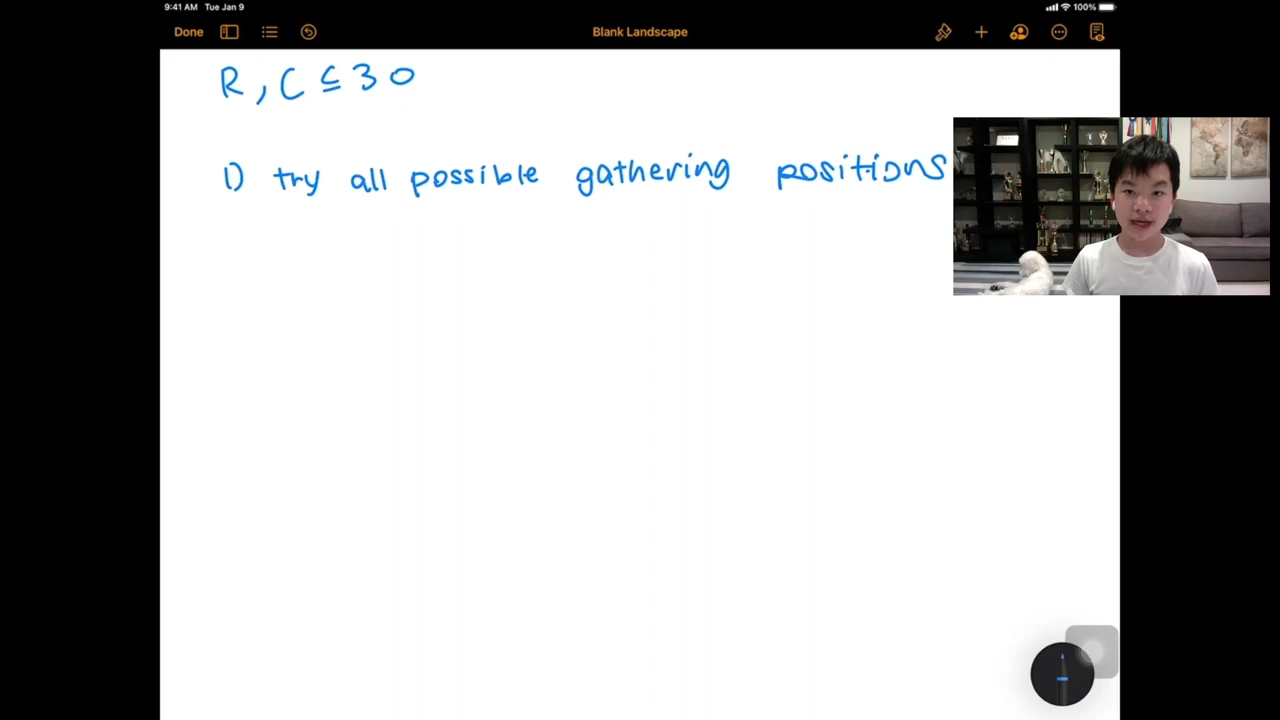 9:41 AM Tue Jan 9
100%
Done
Blank Landscape
R, C ≤ 30
1) try all possible gathering positions